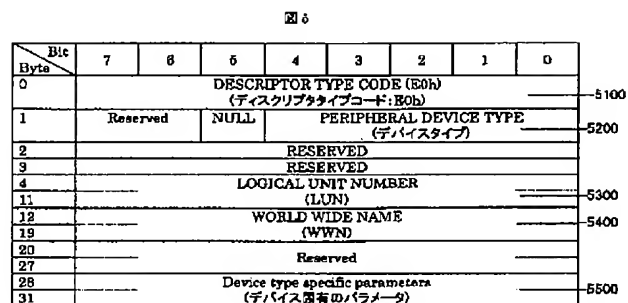 図5
Bit
Byte
7 6 5 4 3 2 1 0
0 DESCRIPTOR TYPE CODE (E0h)
(ディスクリプタタイプコード:E0h)
5100
1 Reserved NULL PERIPHERAL DEVICE TYPE
(デバイスタイプ)
5200
2 RESERVED
3 RESERVED
4 LOGICAL UNIT NUMBER
11 (LUN)
5300
12 WORLD WIDE NAME
19 (WWN)
5400
20
Reserved
27
28 Device type specific parameters
31 (デバイス固有のパラメータ)
5500